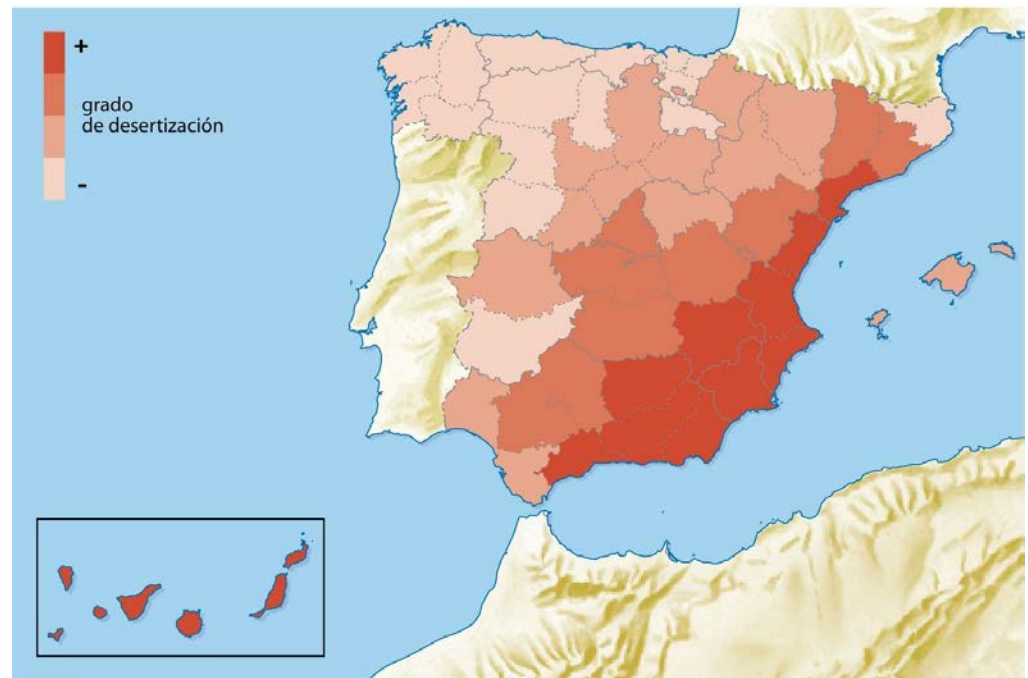 +
grado
de desertización
-